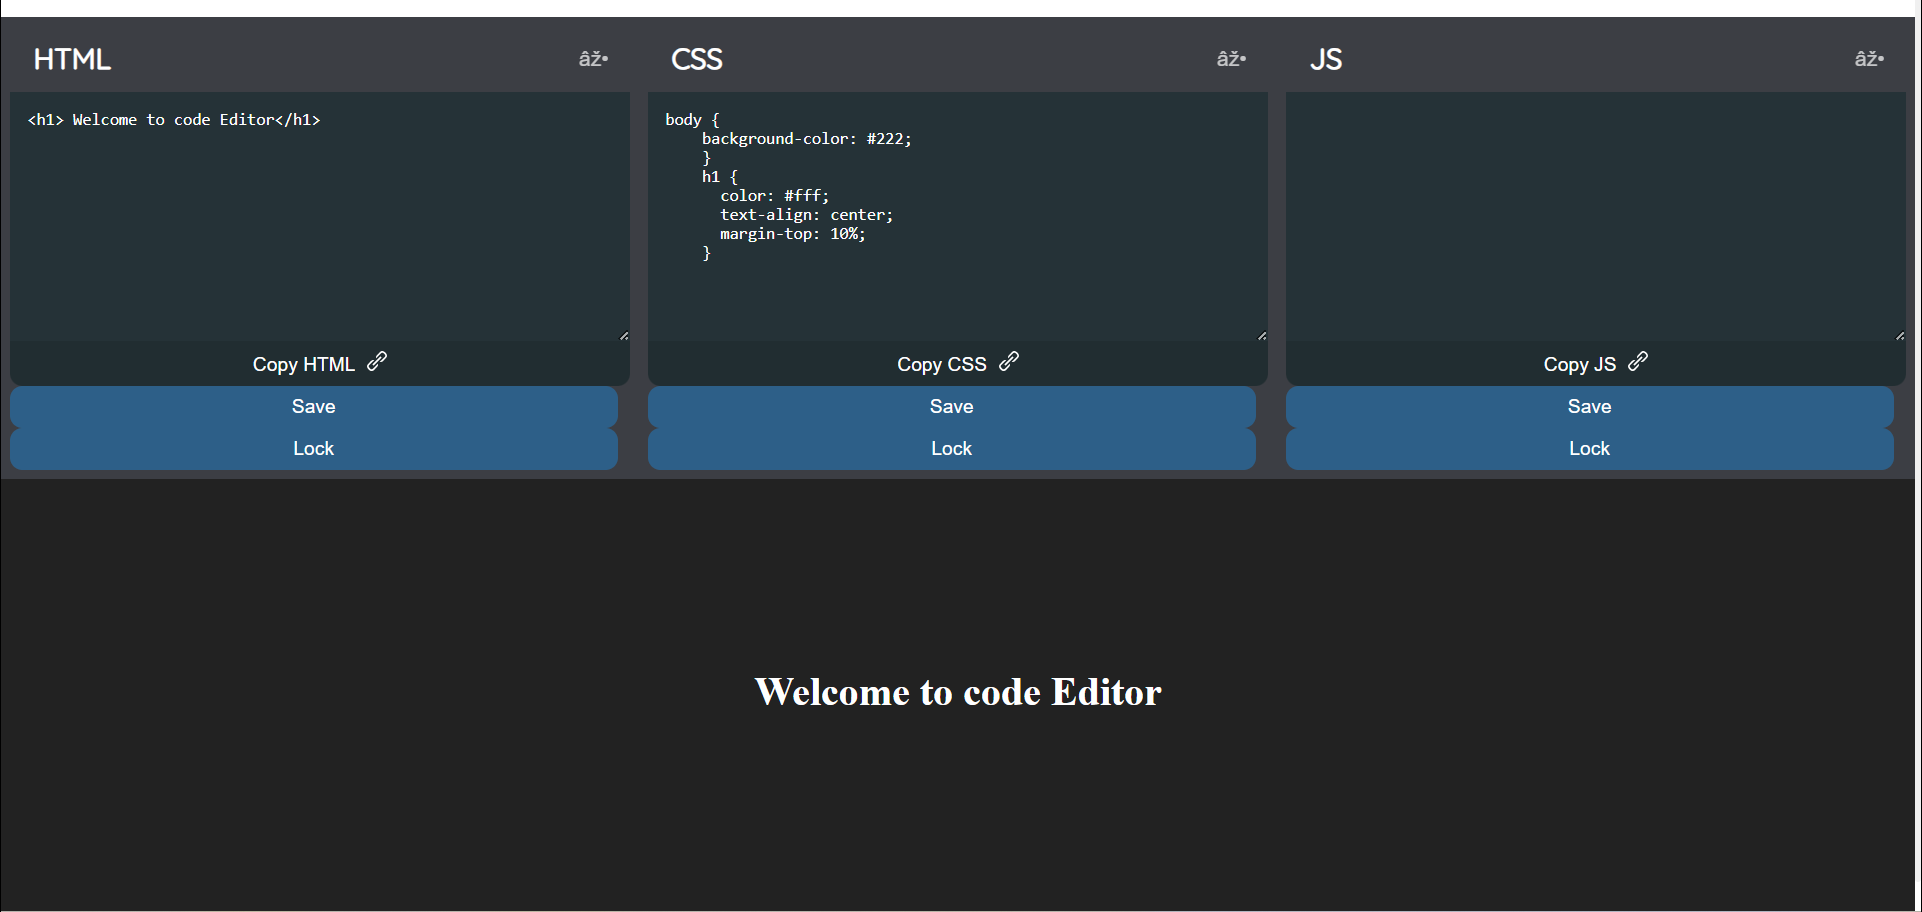 HTML âž•
<h1> Welcome to code Editor</h1>
Copy HTML
Save
Lock
CSS âž•
body {
    background-color: #222;
    }
    h1 {
      color: #fff;
      text-align: center;
      margin-top: 10%;
    }
Copy CSS
Save
Lock
JS âž•
Copy JS
Save
Lock
Welcome to code Editor